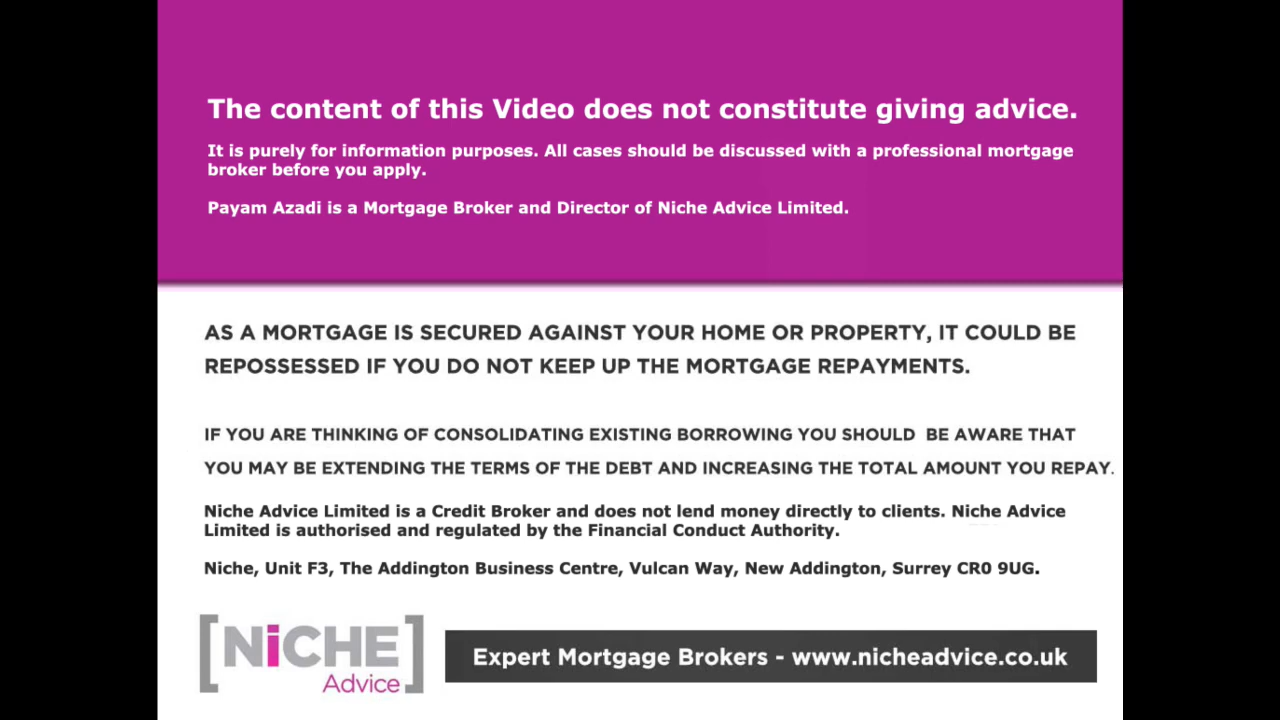 The content of this Video does not constitute giving advice.
It is purely for information purposes. All cases should be discussed with a professional mortgage
broker before you apply.
Payam Azadi is a Mortgage Broker and Director of Niche Advice Limited.
AS A MORTGAGE IS SECURED AGAINST YOUR HOME OR PROPERTY, IT COULD BE
REPOSSESSED IF YOU DO NOT KEEP UP THE MORTGAGE REPAYMENTS.
IF YOU ARE THINKING OF CONSOLIDATING EXISTING BORROWING YOU SHOULD BE AWARE THAT
YOU MAY BE EXTENDING THE TERMS OF THE DEBT AND INCREASING THE TOTAL AMOUNT YOU REPAY.
Niche Advice Limited is a Credit Broker and does not lend money directly to clients. Niche Advice
Limited is authorised and regulated by the Financial Conduct Authority.
Niche, Unit F3, The Addington Business Centre, Vulcan Way, New Addington, Surrey CR0 9UG.
[NiCHE
Advice]
Expert Mortgage Brokers - www.nicheadvice.co.uk